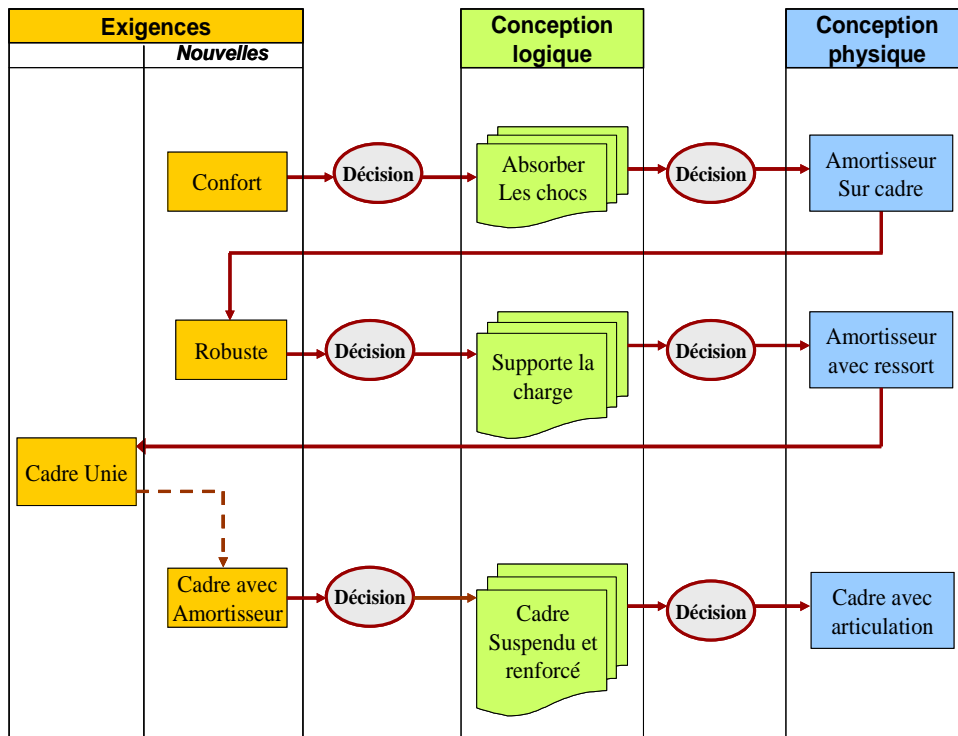 Exigences
Nouvelles
Conception
logique
Conception
physique
Confort
Décision
Absorber
Les chocs
Décision
Amortisseur
Sur cadre
Robuste
Décision
Supporte la
charge
Décision
Amortisseur
avec ressort
Cadre Unie
Cadre avec
Amortisseur
Décision
Cadre
Suspendu et
renforcé
Décision
Cadre avec
articulation